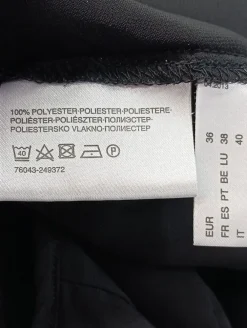 100% POLYESTER-POLIESTER-POLIESTERE-
POLIÉSTER-POLIÉSZTER-ПОЛИЭСТЕР-
POLIESTERSKO VLAKNO-ПОЛИЕСТЕР
40
P
76043-249372
04.2013
EUR 36
FR ES PT BE LU 38
IT 40